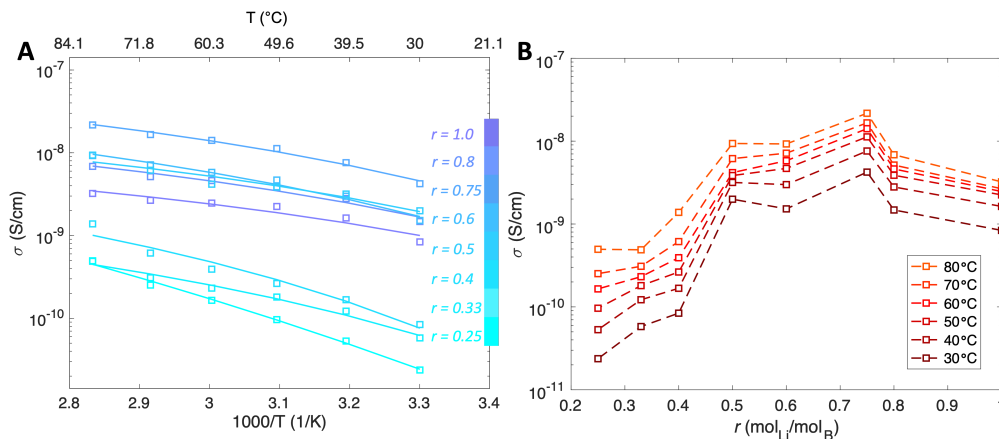 T (°C)
A
84.1 71.8 60.3 49.6 39.5 30 21.1
10-7
10-8
10-9
10-10
σ (S/cm)
r = 1.0
r = 0.8
r = 0.75
r = 0.6
r = 0.5
r = 0.4
r = 0.33
r = 0.25
2.8 2.9 3 3.1 3.2 3.3 3.4
1000/T (1/K)
B
10-7
10-8
10-9
10-10
10-11
σ (S/cm)
80°C
70°C
60°C
50°C
40°C
30°C
0.2 0.3 0.4 0.5 0.6 0.7 0.8 0.9 1
r (molLi/molB)